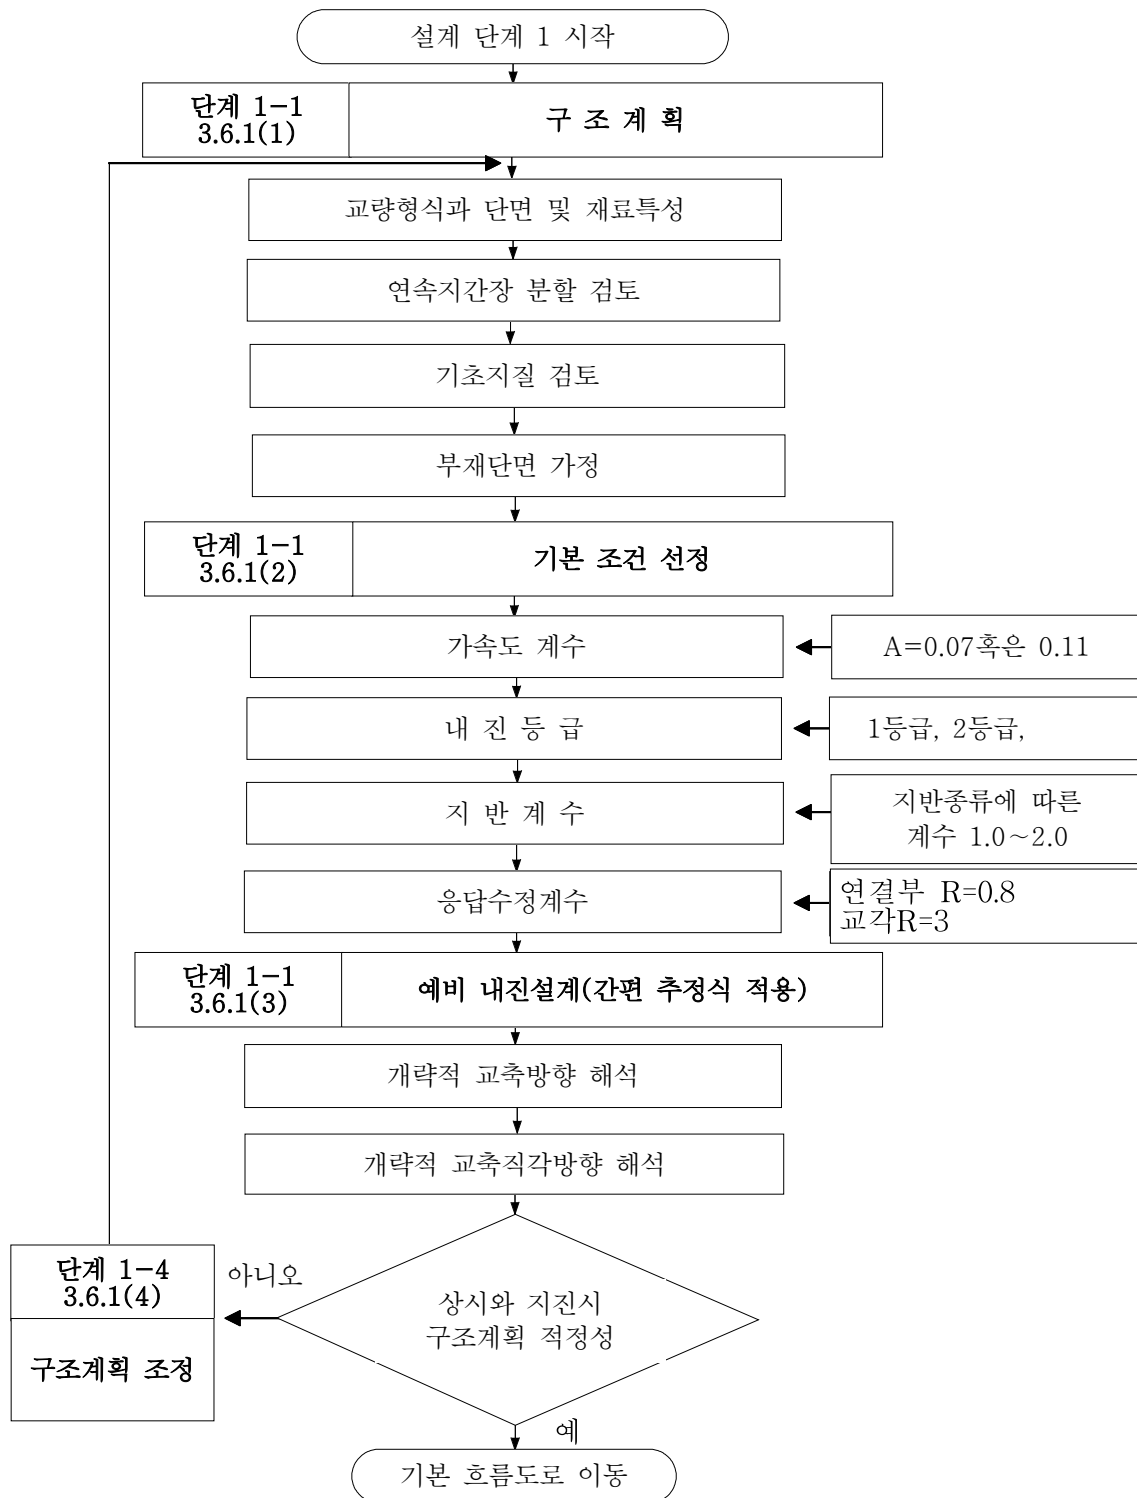 설계 단계 1 시작
단계 1-1
3.6.1(1)
구 조 계 획
교량형식과 단면 및 재료특성
연속지간장 분할 검토
기초지질 검토
부재단면 가정
단계 1-1
3.6.1(2)
기본 조건 선정
가속도 계수
A=0.07혹은 0.11
내 진 등 급
1등급, 2등급,
지 반 계 수
지반종류에 따른
계수 1.0~2.0
응답수정계수
연결부 R=0.8
교각R=3
단계 1-1
3.6.1(3)
예비 내진설계(간편 추정식 적용)
개략적 교축방향 해석
개략적 교축직각방향 해석
단계 1-4
3.6.1(4)
구조계획 조정
아니오
상시와 지진시
구조계획 적정성
예
기본 흐름도로 이동